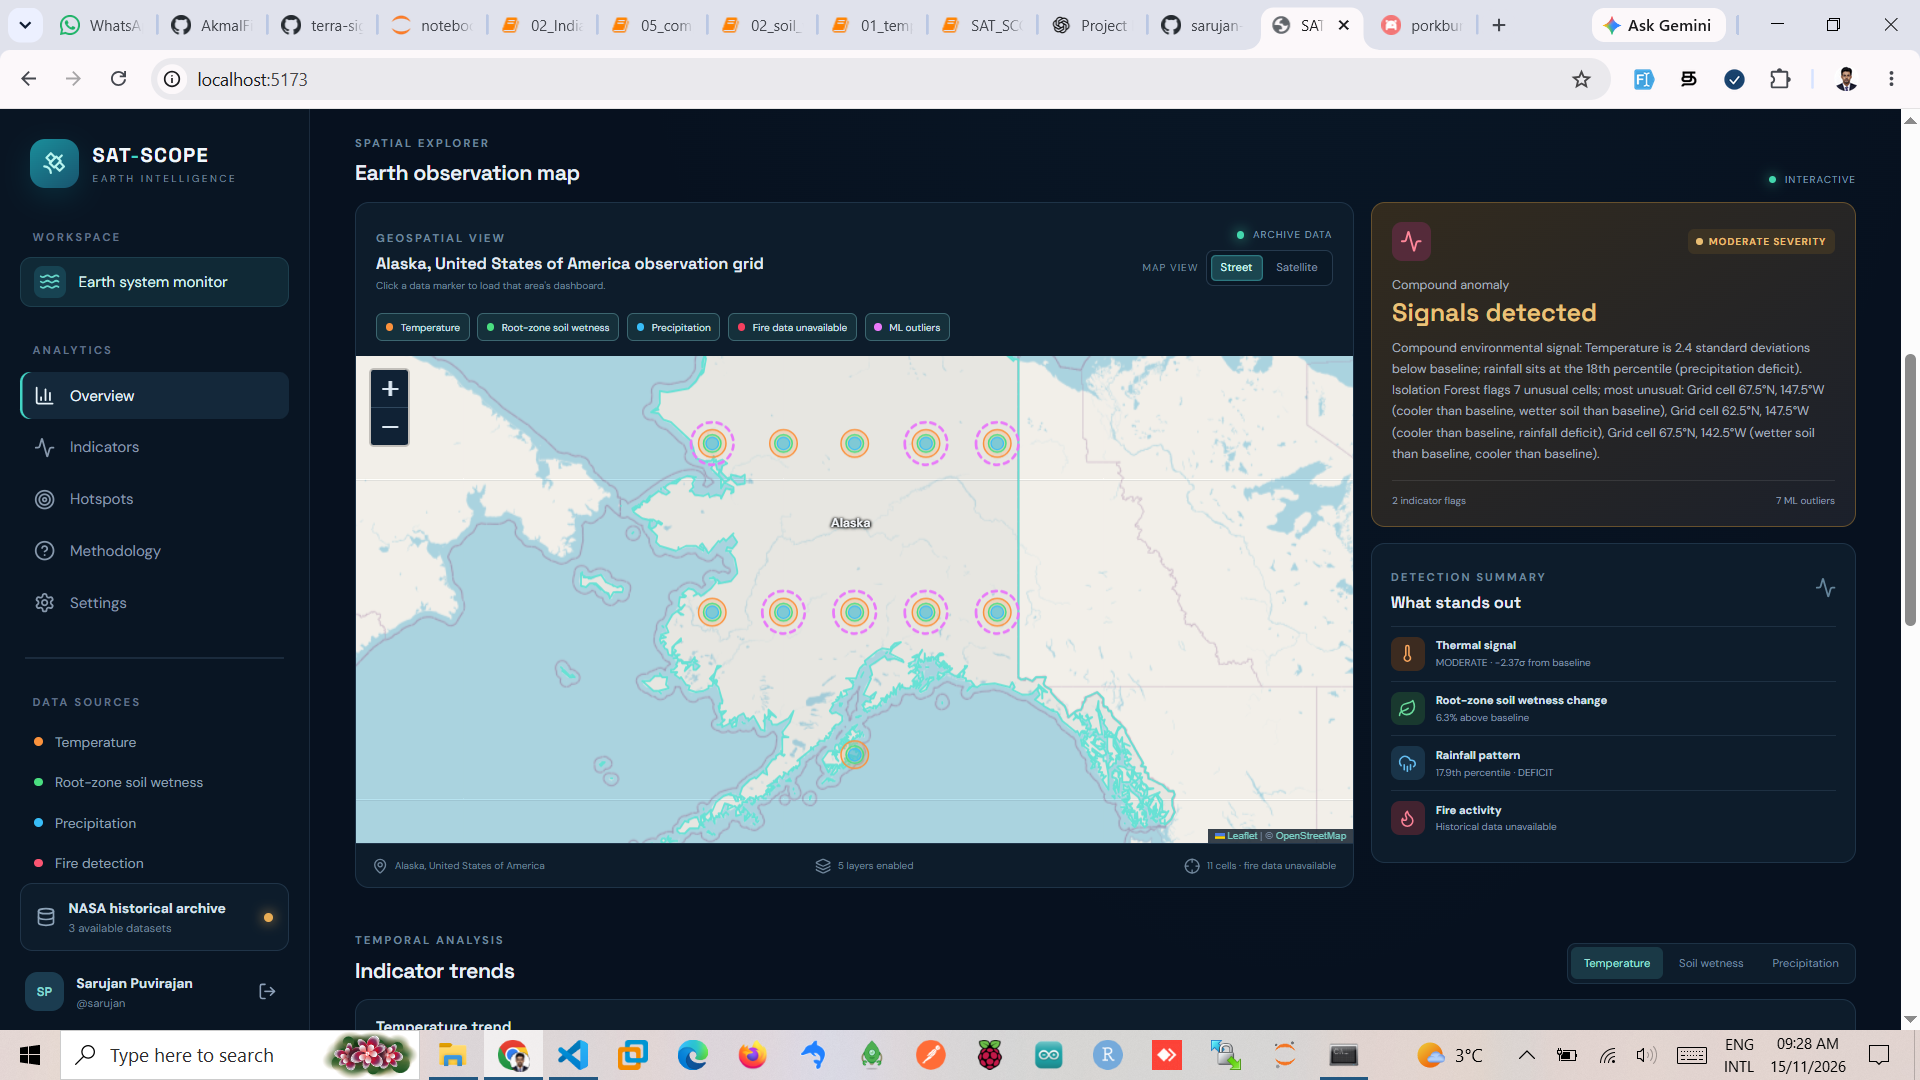 WhatsA
AkmalF
terra-sig
notebo
02_India
05_com
02_soil_
01_temp
SAT_SCO
Project
sarujan-
SAT
porkbun
Ask Gemini
localhost:5173
SAT-SCOPE
EARTH INTELLIGENCE
WORKSPACE
Earth system monitor
ANALYTICS
Overview
Indicators
Hotspots
Methodology
Settings
DATA SOURCES
Temperature
Root-zone soil wetness
Precipitation
Fire detection
NASA historical archive
3 available datasets
SP
Sarujan Puvirajan
@sarujan
SPATIAL EXPLORER
Earth observation map
INTERACTIVE
GEOSPATIAL VIEW
ARCHIVE DATA
Alaska, United States of America observation grid
Click a data marker to load that area's dashboard.
MAP VIEW
Street
Satellite
Temperature
Root-zone soil wetness
Precipitation
Fire data unavailable
ML outliers
+
−
Alaska
Leaflet | © OpenStreetMap
Alaska, United States of America
5 layers enabled
11 cells · fire data unavailable
MODERATE SEVERITY
Compound anomaly
Signals detected
Compound environmental signal: Temperature is 2.4 standard deviations
below baseline; rainfall sits at the 18th percentile (precipitation deficit).
Isolation Forest flags 7 unusual cells; most unusual: Grid cell 67.5°N, 147.5°W
(cooler than baseline, wetter soil than baseline), Grid cell 62.5°N, 147.5°W
(cooler than baseline, rainfall deficit), Grid cell 67.5°N, 142.5°W (wetter soil
than baseline, cooler than baseline).
2 indicator flags
7 ML outliers
DETECTION SUMMARY
What stands out
Thermal signal
MODERATE · -2.37σ from baseline
Root-zone soil wetness change
6.3% above baseline
Rainfall pattern
17.9th percentile · DEFICIT
Fire activity
Historical data unavailable
TEMPORAL ANALYSIS
Indicator trends
Temperature
Soil wetness
Precipitation
Temperature trend
Type here to search
3°C
ENG
INTL
09:28 AM
15/11/2026